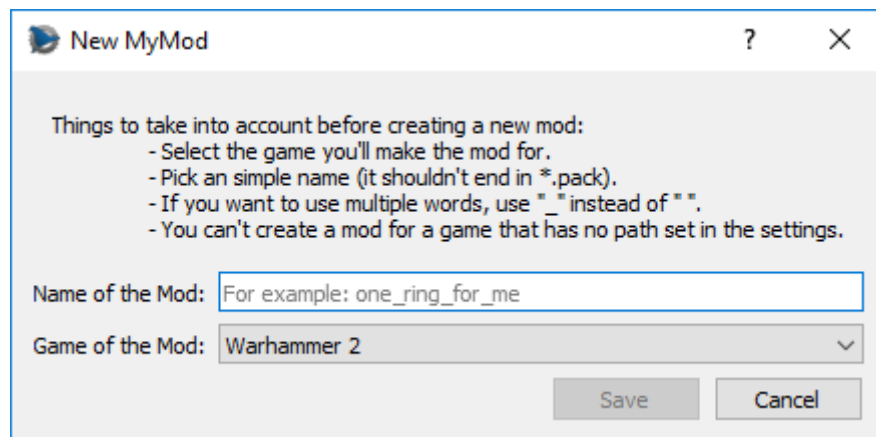 New MyMod
Things to take into account before creating a new mod:
- Select the game you'll make the mod for.
- Pick an simple name (it shouldn't end in *.pack).
- If you want to use multiple words, use "_" instead of " ".
- You can't create a mod for a game that has no path set in the settings.
Name of the Mod: For example: one_ring_for_me
Game of the Mod: Warhammer 2
Save Cancel